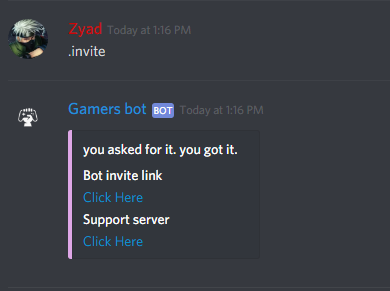 Zyad Today at 1:16 PM
.invite
Gamers bot BOT Today at 1:16 PM
you asked for it. you got it.
Bot invite link
Click Here
Support server
Click Here